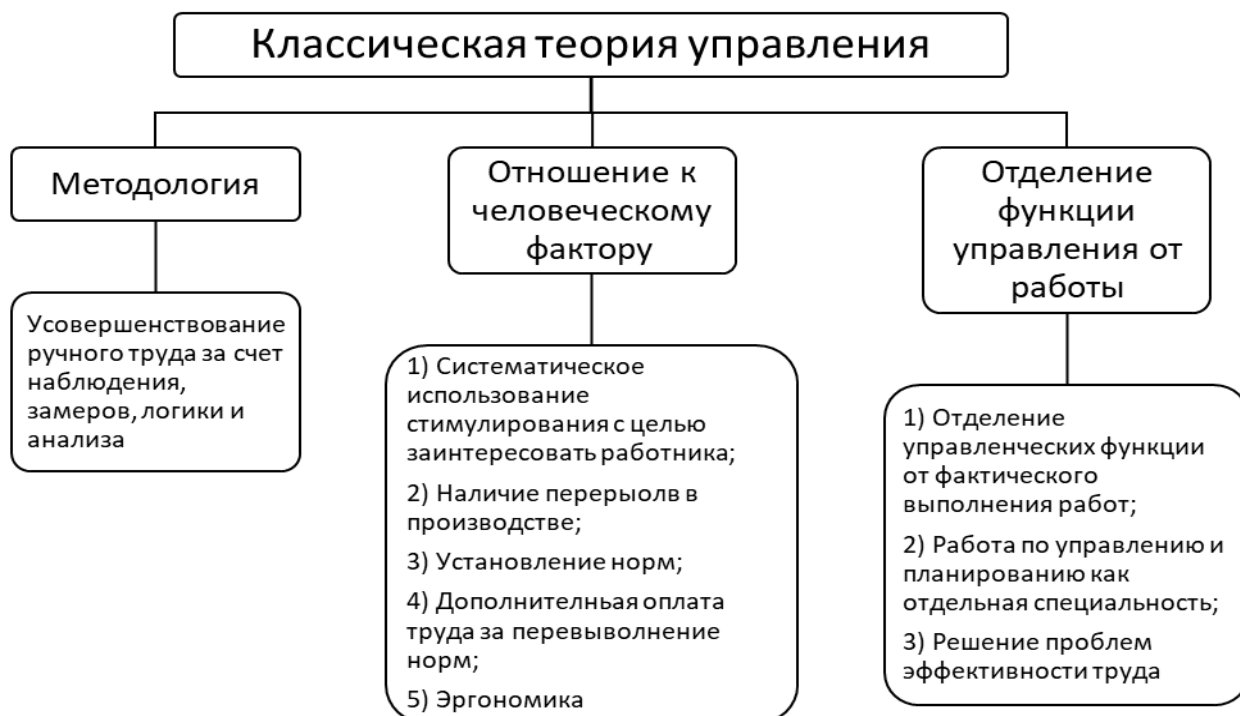 Классическая теория управления
Методология
Усовершенствование
ручного труда за счет
наблюдения,
замеров, логики и
анализа
Отношение к
человеческому
фактору
1) Систематическое
использование
стимулирования с целью
заинтересовать работника;
2) Наличие перерыолв в
производстве;
3) Установление норм;
4) Дополнителньая оплата
труда за перевыволнение
норм;
5) Эргономика
Отделение
функции
управления от
работы
1) Отделение
управленческих функции
от фактического
выполнения работ;
2) Работа по управлению и
планированию как
отдельная специальность;
3) Решение проблем
эффективности труда